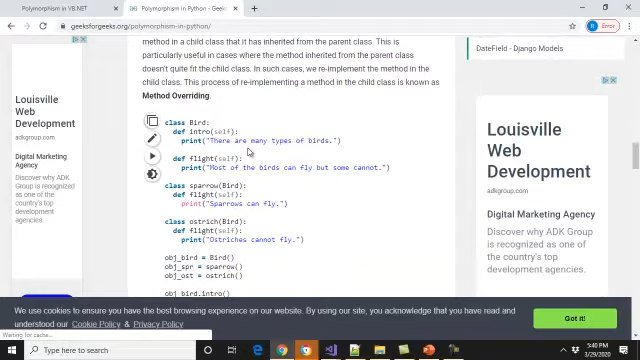 Polymorphism in VB.NET
Polymorphism in Python - Geeks
geeksforgeeks.org/polymorphism-in-python/
Error
method in a child class that it has inherited from the parent class. This is
particularly useful in cases where the method inherited from the parent class
doesn't quite fit the child class. In such cases, we re-implement the method in the
child class. This process of re-implementing a method in the child class is known as
Method Overriding.
class Bird:
def intro(self):
print("There are many types of birds.")
def flight(self):
print("Most of the birds can fly but some cannot.")
class sparrow(Bird):
def flight(self):
print("Sparrows can fly.")
class ostrich(Bird):
def flight(self):
print("Ostriches cannot fly.")
obj_bird = Bird()
obj_spr = sparrow()
obj_ost = ostrich()
obj_bird.intro()
Louisville
Web
Development
adkgroup.com
Digital Marketing
Agency
Discover why ADK
Group is
recognized as one
of the country's
top development
DateField - Django Models
Louisville
Web
Development
adkgroup.com
Digital Marketing Agency
Discover why ADK Group
is recognized as one of
the country's top
We use cookies to ensure you have the best browsing experience on our website. By using our site, you acknowledge that you have read and
understood our Cookie Policy & Privacy Policy
Got it!
Waiting for cache...
Type here to search
5:40 PM
3/29/2020